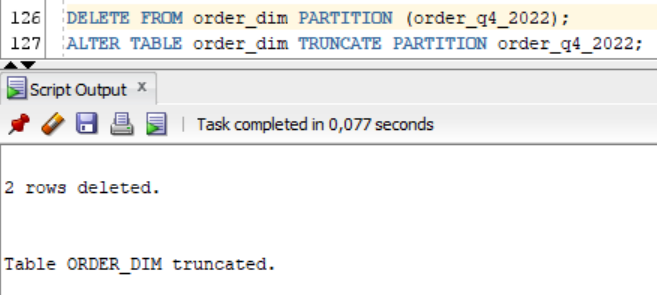 126 DELETE FROM order_dim PARTITION (order_q4_2022);
127 ALTER TABLE order_dim TRUNCATE PARTITION order_q4_2022;
Script Output x
Task completed in 0,077 seconds
2 rows deleted.
Table ORDER_DIM truncated.